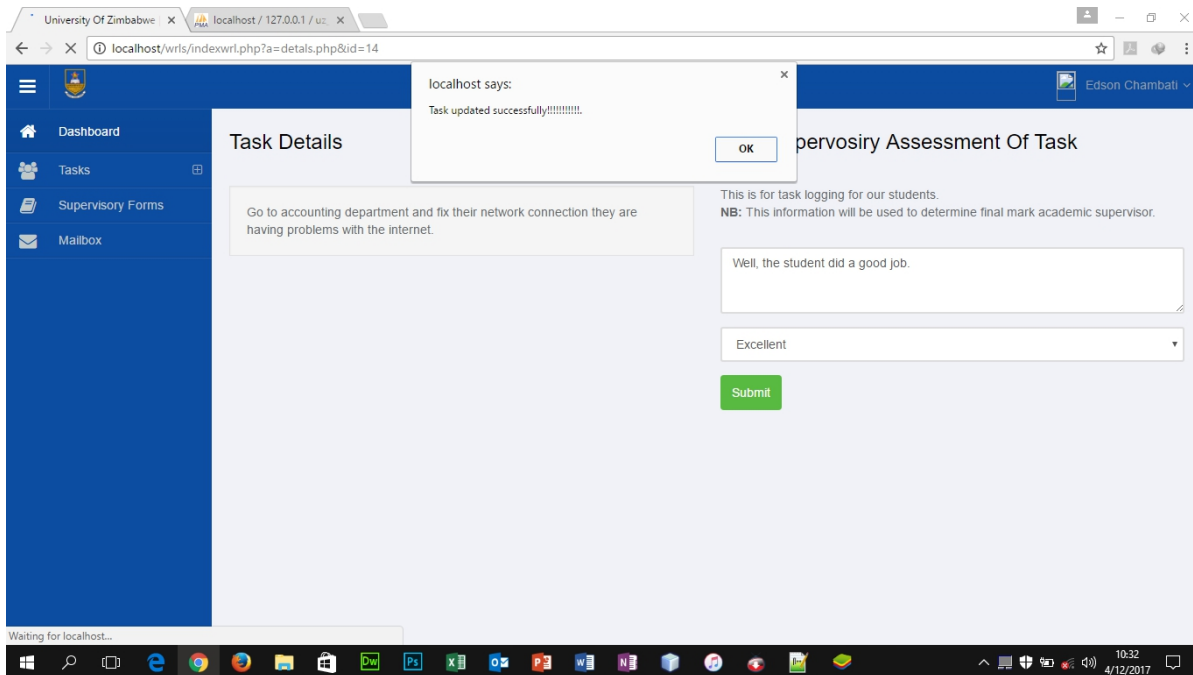 University Of Zimbabwe |
localhost / 127.0.0.1 / uz_
localhost/wrls/indexwrl.php?a=detals.php&id=14
localhost says:
Task updated successfully!!!!!!!!!!!.
OK
Edson Chambati
Dashboard
Tasks
Supervisory Forms
Mailbox
Task Details
Go to accounting department and fix their network connection they are
having problems with the internet.
pervosiry Assessment Of Task
This is for task logging for our students.
NB: This information will be used to determine final mark academic supervisor.
Well, the student did a good job.
Excellent
Submit
Waiting for localhost...
10:32
4/12/2017